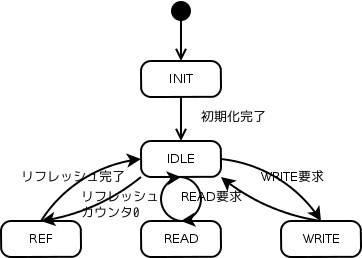 INIT
初期化完了
IDLE
リフレッシュ完了
WRITE要求
リフレッシュ
カウンタ0
READ要求
REF
READ
WRITE